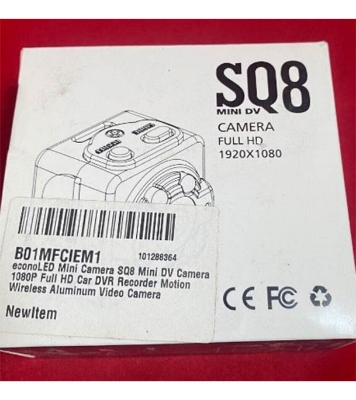 SQ8
MINI DV
CAMERA
FULL HD
1920X1080
B01MFCIEM1 101288364
econoLED Mini Camera SQ8 Mini DV Camera
1080P Full HD Car DVR Recorder Motion
Wireless Aluminum Video Camera
NewItem
CE FC